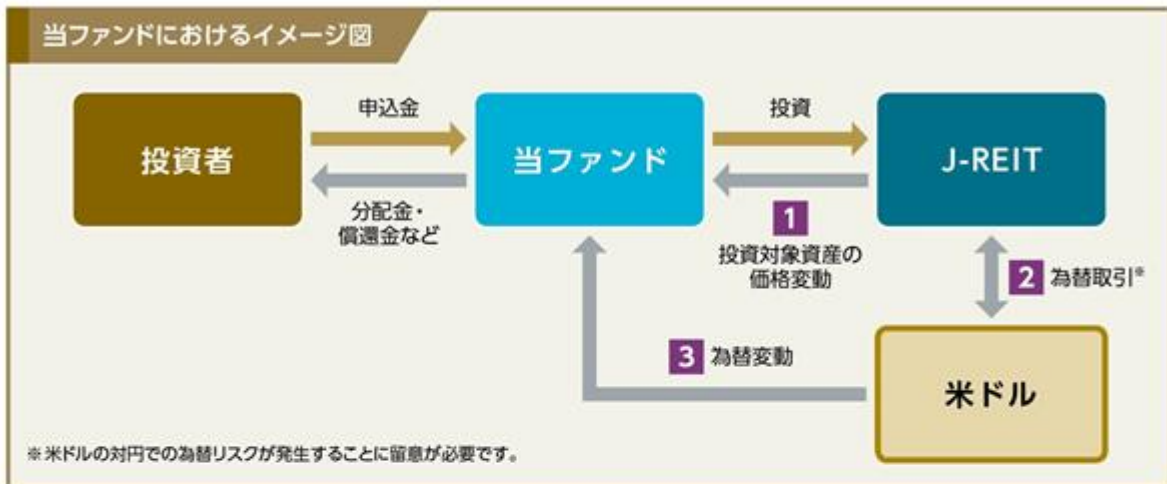 当ファンドにおけるイメージ図
投資者
申込金
分配金・
償還金など
当ファンド
投資
1
投資対象資産の
価格変動
J-REIT
2 為替取引※
3 為替変動
米ドル
※米ドルの対円での為替リスクが発生することに留意が必要です。